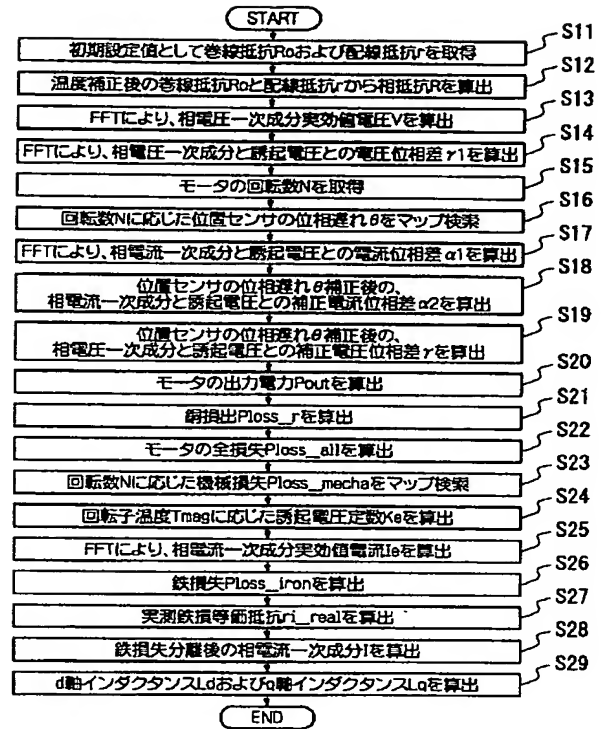 START
初期設定値として巻線抵抗Roおよび配線抵抗rを取得
S11
温度補正後の巻線抵抗Roと配線抵抗rから相抵抗Rを算出
S12
FFTにより、相電圧一次成分実効値電圧Vを算出
S13
FFTにより、相電圧一次成分と誘起電圧との電圧位相差γ1を算出
S14
モータの回転数Nを取得
S15
回転数Nに応じた位置センサの位相遅れθをマップ検索
S16
FFTにより、相電流一次成分と誘起電圧との電流位相差α1を算出
S17
位置センサの位相遅れθ補正後の、
相電流一次成分と誘起電圧との補正電流位相差α2を算出
S18
位置センサの位相遅れθ補正後の、
相電圧一次成分と誘起電圧との補正電圧位相差γを算出
S19
モータの出力電力Poutを算出
S20
銅損出Ploss_rを算出
S21
モータの全損失Ploss_allを算出
S22
回転数Nに応じた機械損失Ploss_mechaをマップ検索
S23
回転子温度Tmagに応じた誘起電圧定数Keを算出
S24
FFTにより、相電流一次成分実効値電流Ieを算出
S25
鉄損失Ploss_ironを算出
S26
実測鉄損等価抵抗ri_realを算出
S27
鉄損失分離後の相電流一次成分Iを算出
S28
d軸インダクタンスLdおよびq軸インダクタンスLqを算出
S29
END